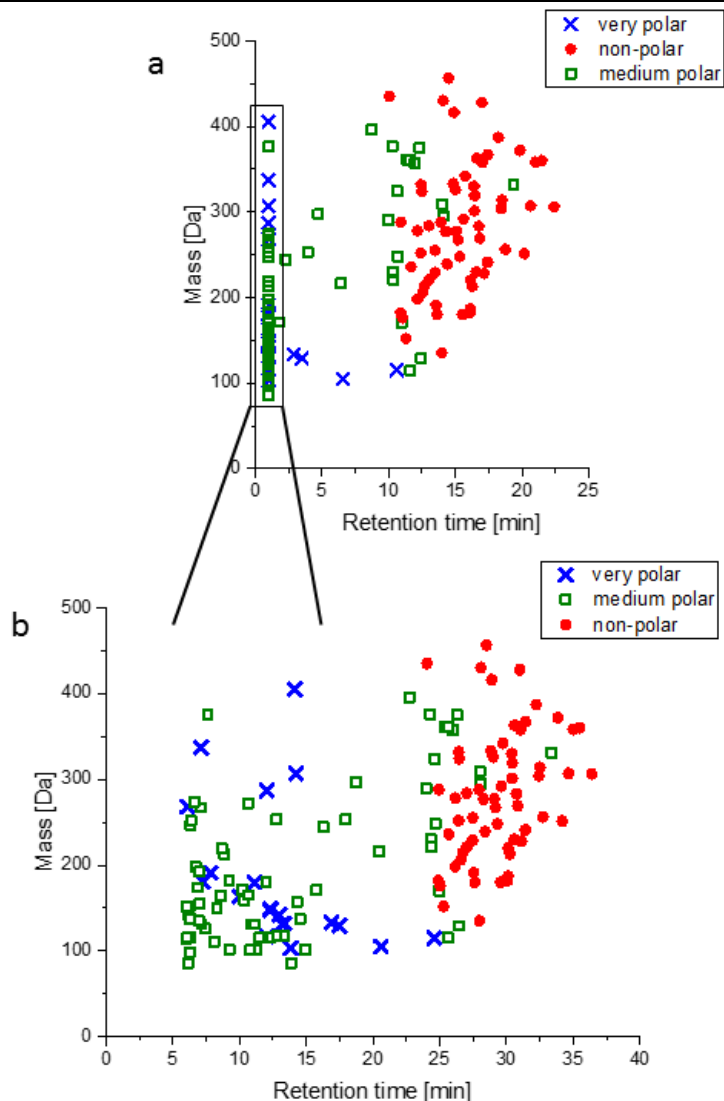 very polar
non-polar
medium polar
a
500
400
300
200
100
0
Mass [Da]
0 5 10 15 20 25
Retention time [min]
very polar
medium polar
non-polar
b
500
400
300
200
100
0
Mass [Da]
0 5 10 15 20 25 30 35 40
Retention time [min]